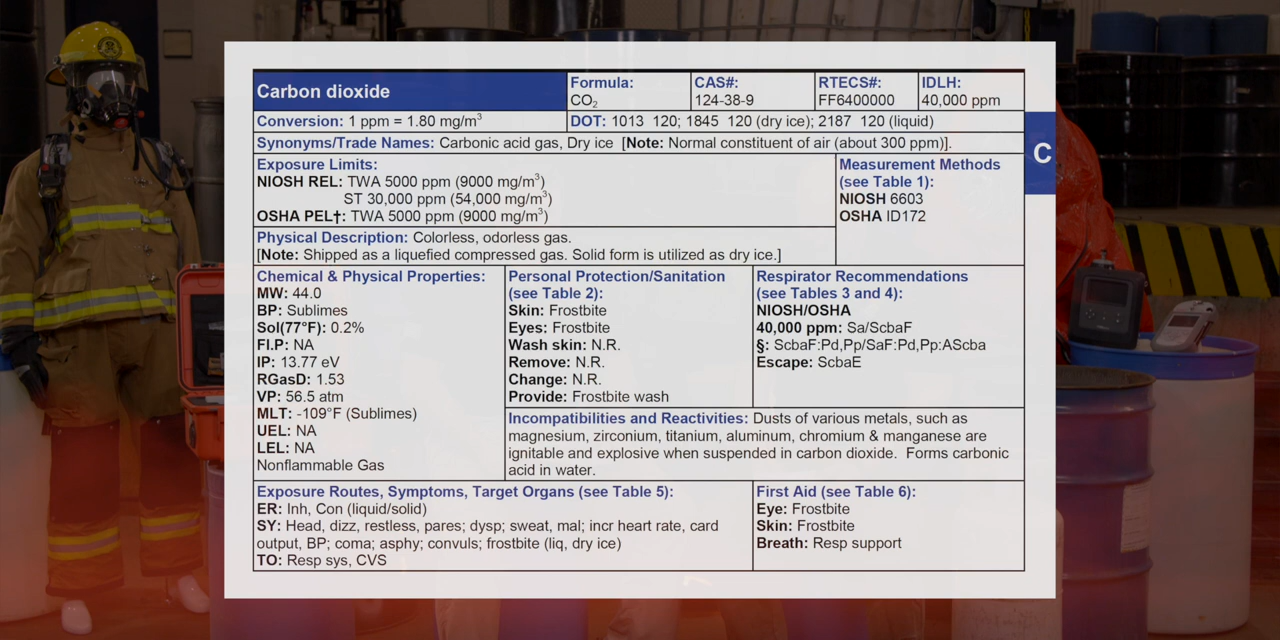 Carbon dioxide
Formula:
CO₂
CAS#:
124-38-9
RTECS#:
FF6400000
IDLH:
40,000 ppm
Conversion: 1 ppm = 1.80 mg/m³
DOT: 1013 120; 1845 120 (dry ice); 2187 120 (liquid)
Synonyms/Trade Names: Carbonic acid gas, Dry ice [Note: Normal constituent of air (about 300 ppm)].
C
Exposure Limits:
NIOSH REL: TWA 5000 ppm (9000 mg/m³)
ST 30,000 ppm (54,000 mg/m³)
OSHA PEL†: TWA 5000 ppm (9000 mg/m³)
Measurement Methods
(see Table 1):
NIOSH 6603
OSHA ID172
Physical Description: Colorless, odorless gas.
[Note: Shipped as a liquefied compressed gas. Solid form is utilized as dry ice.]
Chemical & Physical Properties:
MW: 44.0
BP: Sublimes
Sol(77°F): 0.2%
Fl.P: NA
IP: 13.77 eV
RGasD: 1.53
VP: 56.5 atm
MLT: -109°F (Sublimes)
UEL: NA
LEL: NA
Nonflammable Gas
Personal Protection/Sanitation
(see Table 2):
Skin: Frostbite
Eyes: Frostbite
Wash skin: N.R.
Remove: N.R.
Change: N.R.
Provide: Frostbite wash
Respirator Recommendations
(see Tables 3 and 4):
NIOSH/OSHA
40,000 ppm: Sa/ScbaF
§: ScbaF:Pd,Pp/SaF:Pd,Pp:AScba
Escape: ScbaE
Incompatibilities and Reactivities: Dusts of various metals, such as
magnesium, zirconium, titanium, aluminum, chromium & manganese are
ignitable and explosive when suspended in carbon dioxide. Forms carbonic
acid in water.
Exposure Routes, Symptoms, Target Organs (see Table 5):
ER: Inh, Con (liquid/solid)
SY: Head, dizz, restless, pares; dysp; sweat, mal; incr heart rate, card
output, BP; coma; asphy; convuls; frostbite (liq, dry ice)
TO: Resp sys, CVS
First Aid (see Table 6):
Eye: Frostbite
Skin: Frostbite
Breath: Resp support